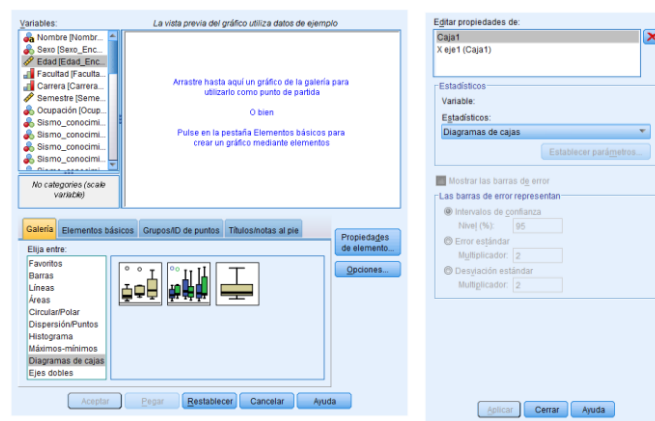 Variables:
La vista previa del gráfico utiliza datos de ejemplo
Nombre [Nombr...
Sexo [Sexo_Enc...
Edad [Edad_Enc...
Facultad [Faculta...
Carrera [Carrera...
Semestre [Seme...
Ocupación [Ocup...
Sismo_conocimi...
Sismo_conocimi...
Sismo_conocimi...
No categories (scale
variable)
Arrastre hasta aquí un gráfico de la galería para
utilizarlo como punto de partida
O bien
Pulse en la pestaña Elementos básicos para
crear un gráfico mediante elementos
Galería
Elementos básicos
Grupos/ID de puntos
Títulos/notas al pie
Elija entre:
Favoritos
Barras
Líneas
Áreas
Circular/Polar
Dispersión/Puntos
Histograma
Máximos-mínimos
Diagramas de cajas
Ejes dobles
Propiedades
de elemento...
Opciones...
Aceptar
Pegar
Restablecer
Cancelar
Ayuda
Editar propiedades de:
Caja1
X eje1 (Caja1)
Estadísticos
Variable:
Estadísticos:
Diagramas de cajas
Establecer parámetros...
Mostrar las barras de error
Las barras de error representan
Intervalos de confianza
Nivel (%): 95
Error estándar
Multiplicador: 2
Desviación estándar
Multiplicador: 2
Aplicar
Cerrar
Ayuda